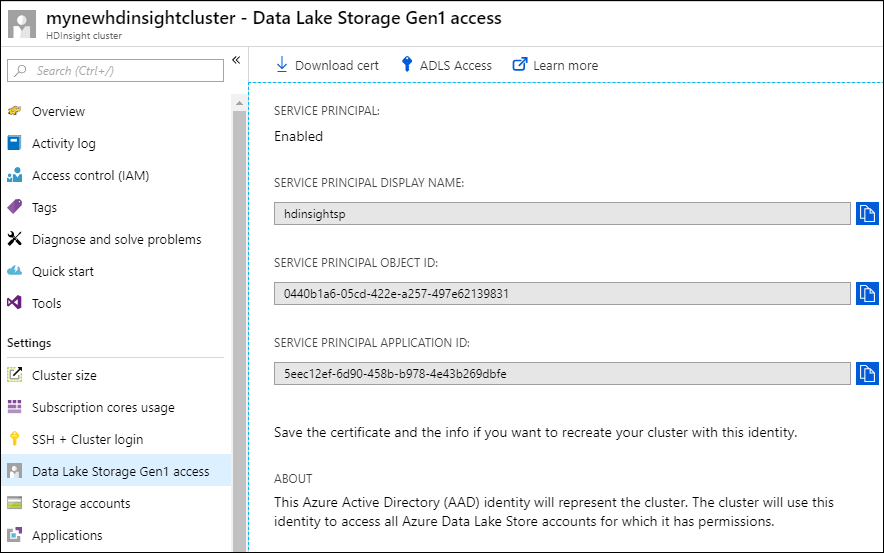 mynewhdinsightcluster - Data Lake Storage Gen1 access
HDInsight cluster
Search (Ctrl+/)
«
Overview
Activity log
Access control (IAM)
Tags
Diagnose and solve problems
Quick start
Tools
Settings
Cluster size
Subscription cores usage
SSH + Cluster login
Data Lake Storage Gen1 access
Storage accounts
Applications
Download cert
ADLS Access
Learn more
SERVICE PRINCIPAL:
Enabled
SERVICE PRINCIPAL DISPLAY NAME:
hdinsightsp
SERVICE PRINCIPAL OBJECT ID:
0440b1a6-05cd-422e-a257-497e62139831
SERVICE PRINCIPAL APPLICATION ID:
5eec12ef-6d90-458b-b978-4e43b269dbfe
Save the certificate and the info if you want to recreate your cluster with this identity.
ABOUT
This Azure Active Directory (AAD) identity will represent the cluster. The cluster will use this
identity to access all Azure Data Lake Store accounts for which it has permissions.